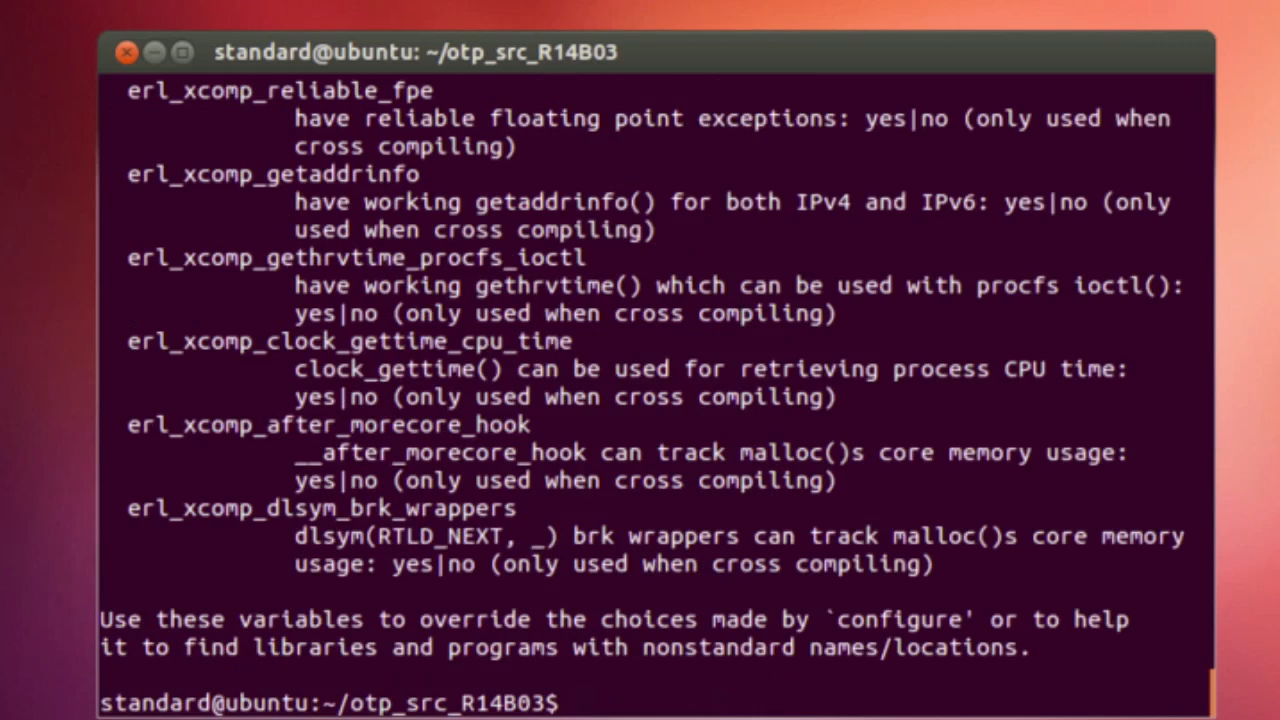 standard@ubuntu: ~/otp_src_R14B03
erl_xcomp_reliable_fpe
have reliable floating point exceptions: yes|no (only used when
cross compiling)
erl_xcomp_getaddrinfo
have working getaddrinfo() for both IPv4 and IPv6: yes|no (only
used when cross compiling)
erl_xcomp_gethrvtime_procfs_ioctl
have working gethrvtime() which can be used with procfs ioctl():
yes|no (only used when cross compiling)
erl_xcomp_clock_gettime_cpu_time
clock_gettime() can be used for retrieving process CPU time:
yes|no (only used when cross compiling)
erl_xcomp_after_morecore_hook
__after_morecore_hook can track malloc()s core memory usage:
yes|no (only used when cross compiling)
erl_xcomp_dlsym_brk_wrappers
dlsym(RTLD_NEXT, _) brk wrappers can track malloc()s core memory
usage: yes|no (only used when cross compiling)
Use these variables to override the choices made by `configure' or to help
it to find libraries and programs with nonstandard names/locations.
standard@ubuntu:~/otp_src_R14B03$